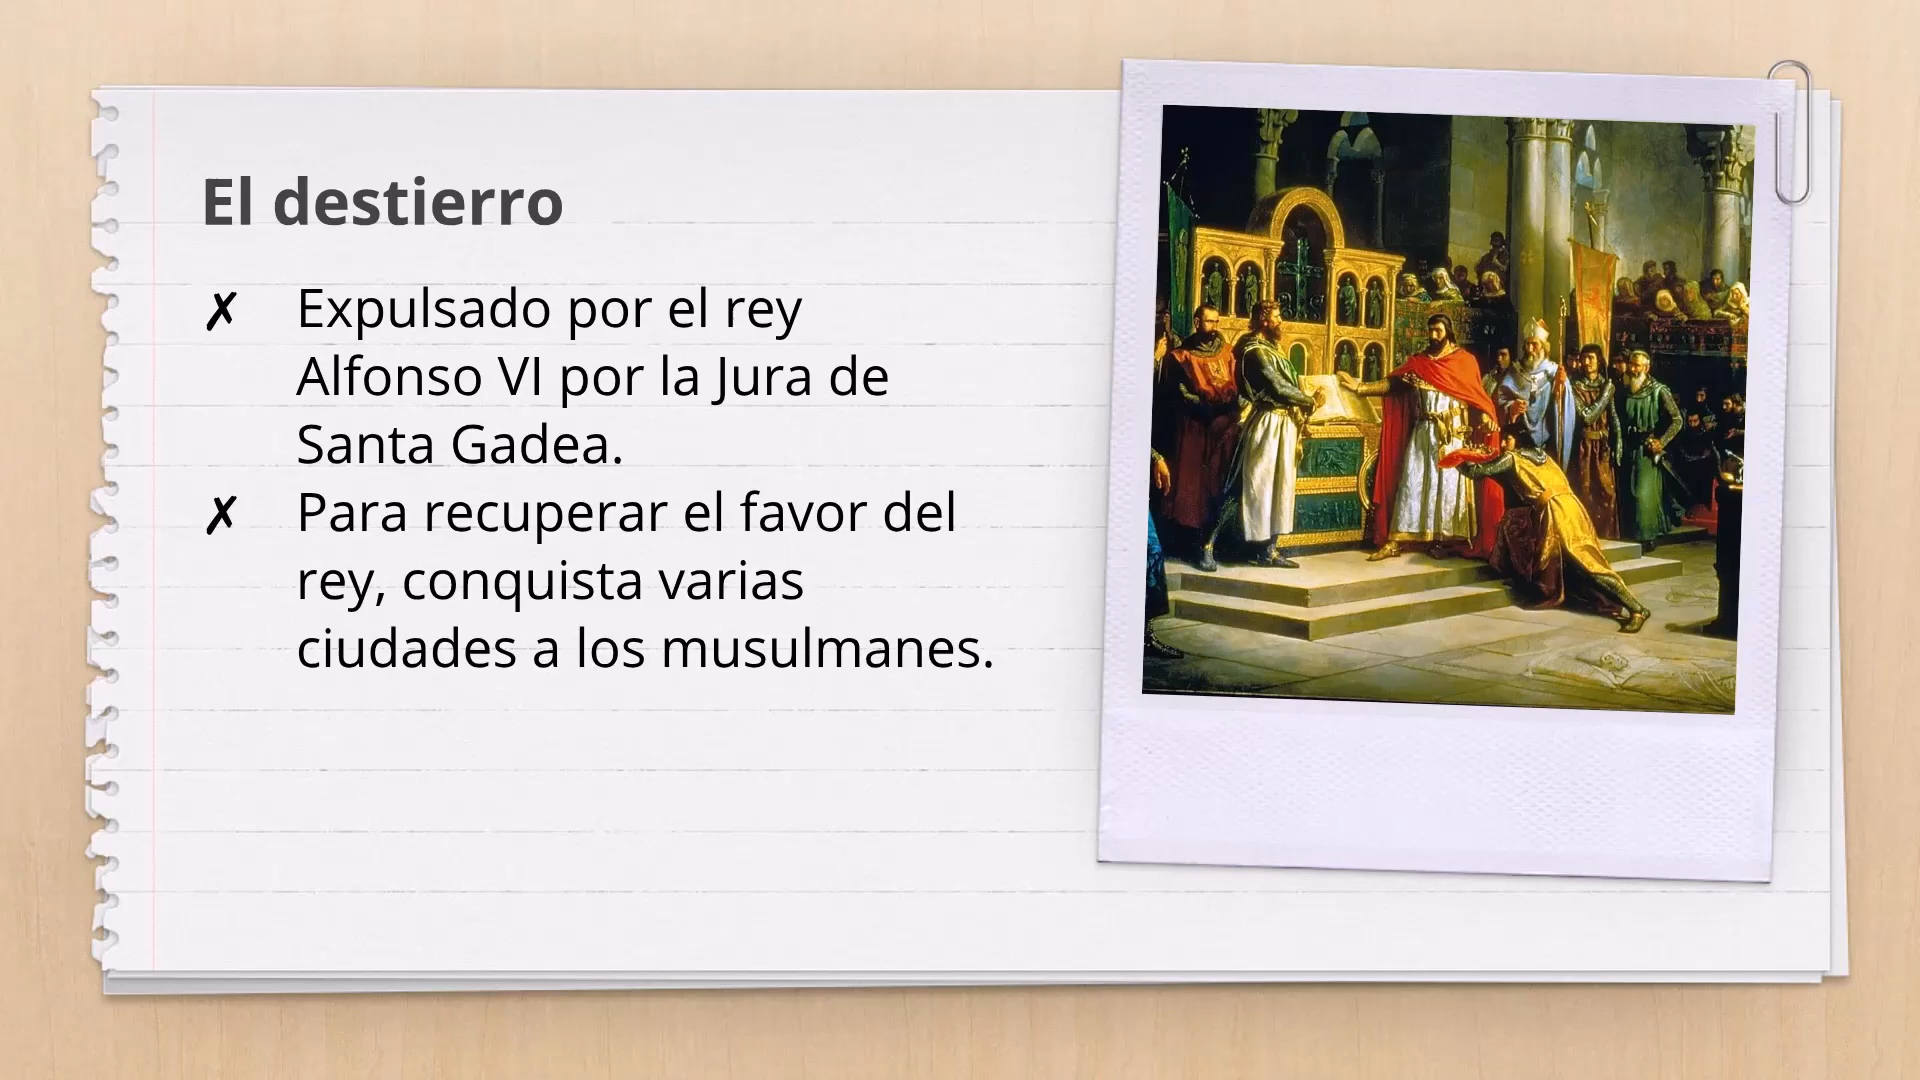 El destierro
✗ Expulsado por el rey
Alfonso VI por la Jura de
Santa Gadea.
✗ Para recuperar el favor del
rey, conquista varias
ciudades a los musulmanes.